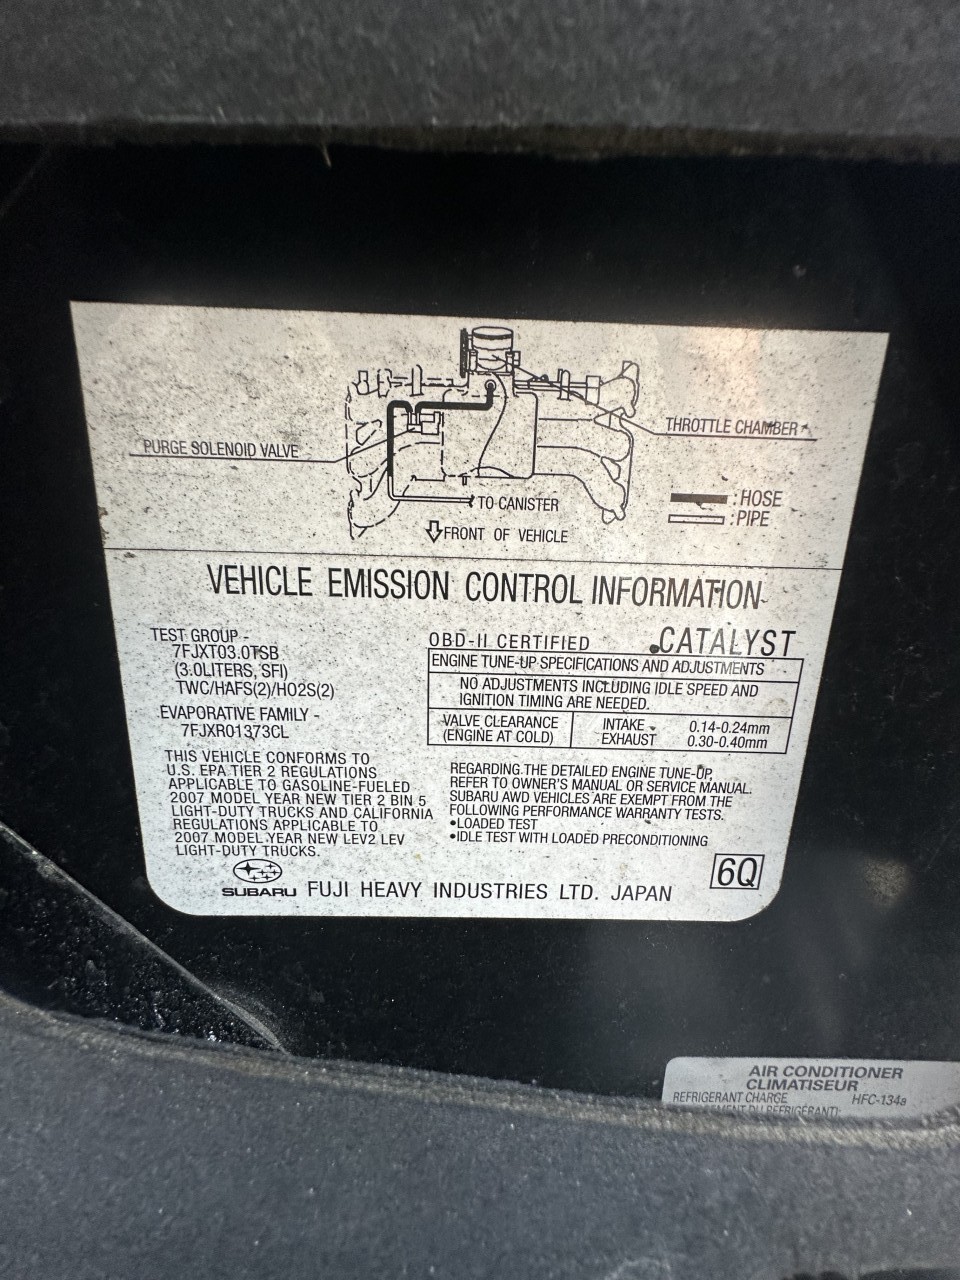 THROTTLE CHAMBER
PURGE SOLENOID VALVE
:HOSE
TO CANISTER
:PIPE
FRONT OF VEHICLE
VEHICLE EMISSION CONTROL INFORMATION
TEST GROUP -
7FJXT03.0TSB
(3.0LITERS, SFI)
TWC/HAFS(2)/HO2S(2)
EVAPORATIVE FAMILY -
7FJXR01373CL
THIS VEHICLE CONFORMS TO
U.S. EPA TIER 2 REGULATIONS
APPLICABLE TO GASOLINE-FUELED
2007 MODEL YEAR NEW TIER 2 BIN 5
LIGHT-DUTY TRUCKS AND CALIFORNIA
REGULATIONS APPLICABLE TO
2007 MODEL YEAR NEW LEV2 LEV
LIGHT-DUTY TRUCKS.
OBD-II CERTIFIED CATALYST
ENGINE TUNE-UP SPECIFICATIONS AND ADJUSTMENTS
NO ADJUSTMENTS INCLUDING IDLE SPEED AND
IGNITION TIMING ARE NEEDED.
VALVE CLEARANCE INTAKE 0.14-0.24mm
(ENGINE AT COLD) EXHAUST 0.30-0.40mm
REGARDING THE DETAILED ENGINE TUNE-UP,
REFER TO OWNER'S MANUAL OR SERVICE MANUAL.
SUBARU AWD VEHICLES ARE EXEMPT FROM THE
FOLLOWING PERFORMANCE WARRANTY TESTS.
•LOADED TEST
•IDLE TEST WITH LOADED PRECONDITIONING
SUBARU FUJI HEAVY INDUSTRIES LTD. JAPAN
6Q
AIR CONDITIONER
CLIMATISEUR
REFRIGERANT CHARGE HFC-134a
DU REFRIGÉRANT